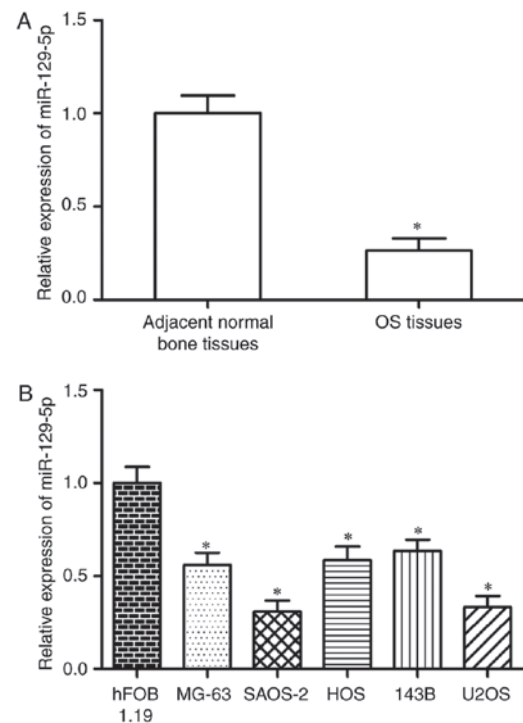 A
Relative expression of miR-129-5p
1.5
1.0
0.5
0.0
*
Adjacent normal
bone tissues
OS tissues
B
Relative expression of miR-129-5p
1.5
1.0
0.5
0.0
*
*
*
*
*
hFOB
1.19
MG-63
SAOS-2
HOS
143B
U2OS